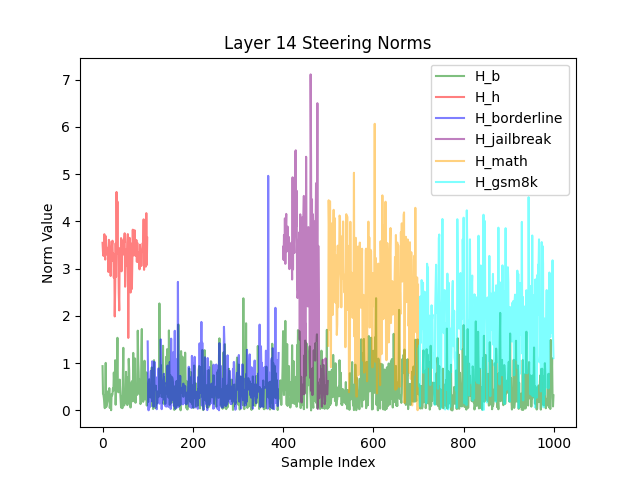 Layer 14 Steering Norms
H_b
H_h
H_borderline
H_jailbreak
H_math
H_gsm8k
Norm Value
7
6
5
4
3
2
1
0
0 200 400 600 800 1000
Sample Index